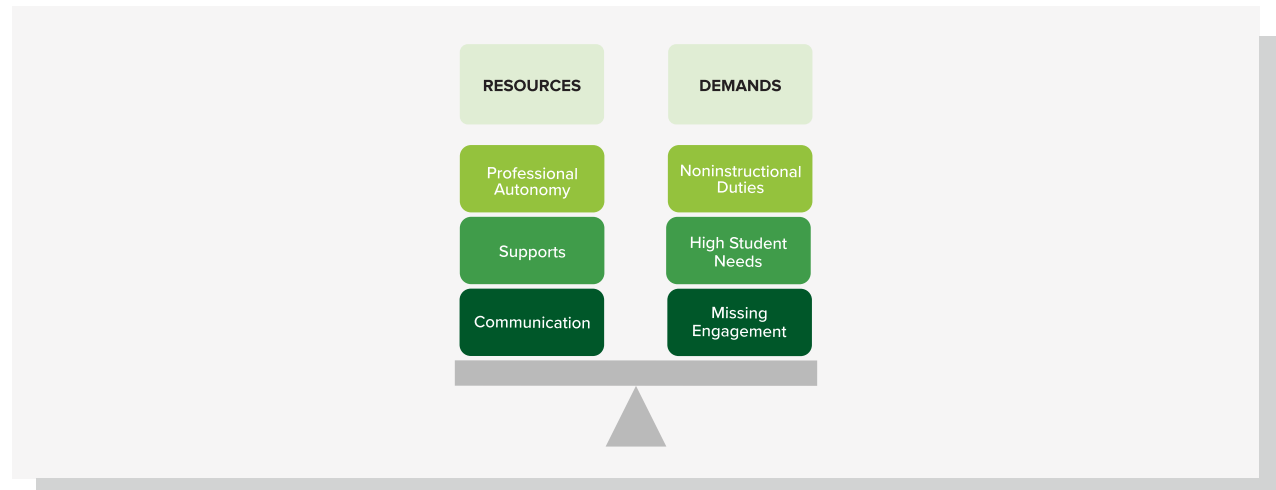 RESOURCES
DEMANDS
Professional
Autonomy
Noninstructional
Duties
Supports
High Student
Needs
Communication
Missing
Engagement